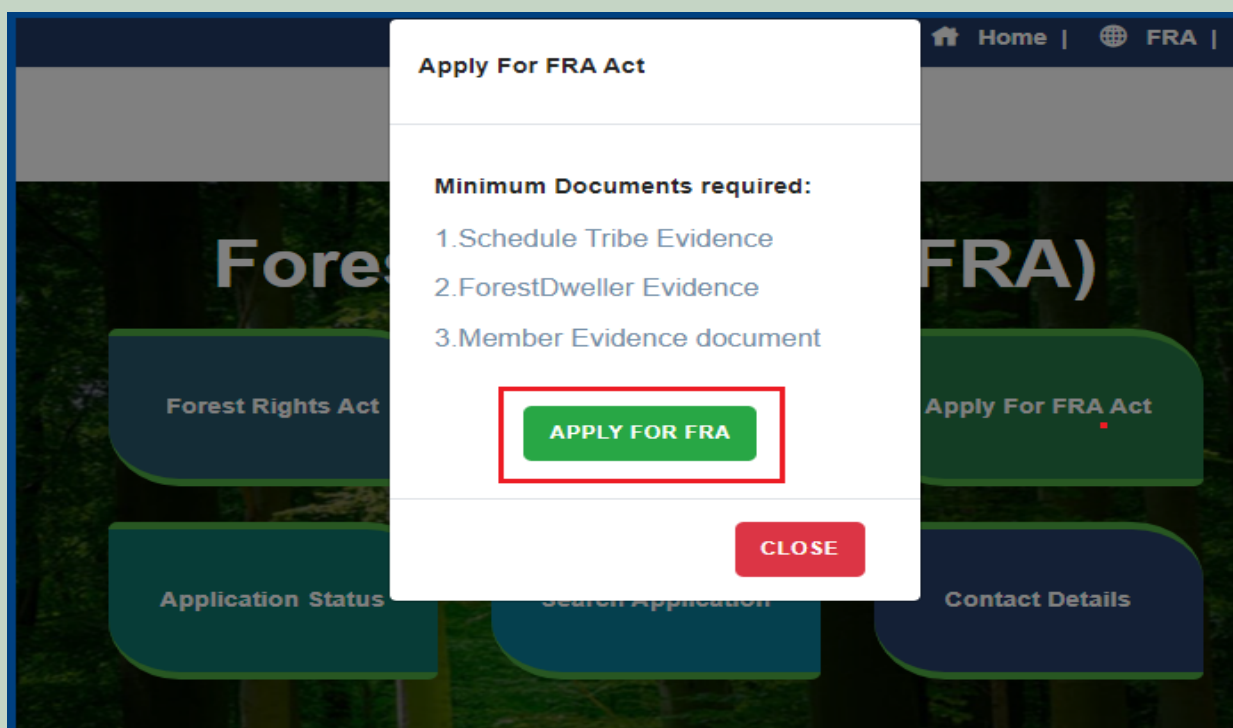 Home | FRA |
Apply For FRA Act
Minimum Documents required:
1.Schedule Tribe Evidence
2.ForestDweller Evidence
3.Member Evidence document
APPLY FOR FRA
CLOSE
Fore
FRA)
Forest Rights Act
Apply For FRA Act
Application Status
Search Application
Contact Details